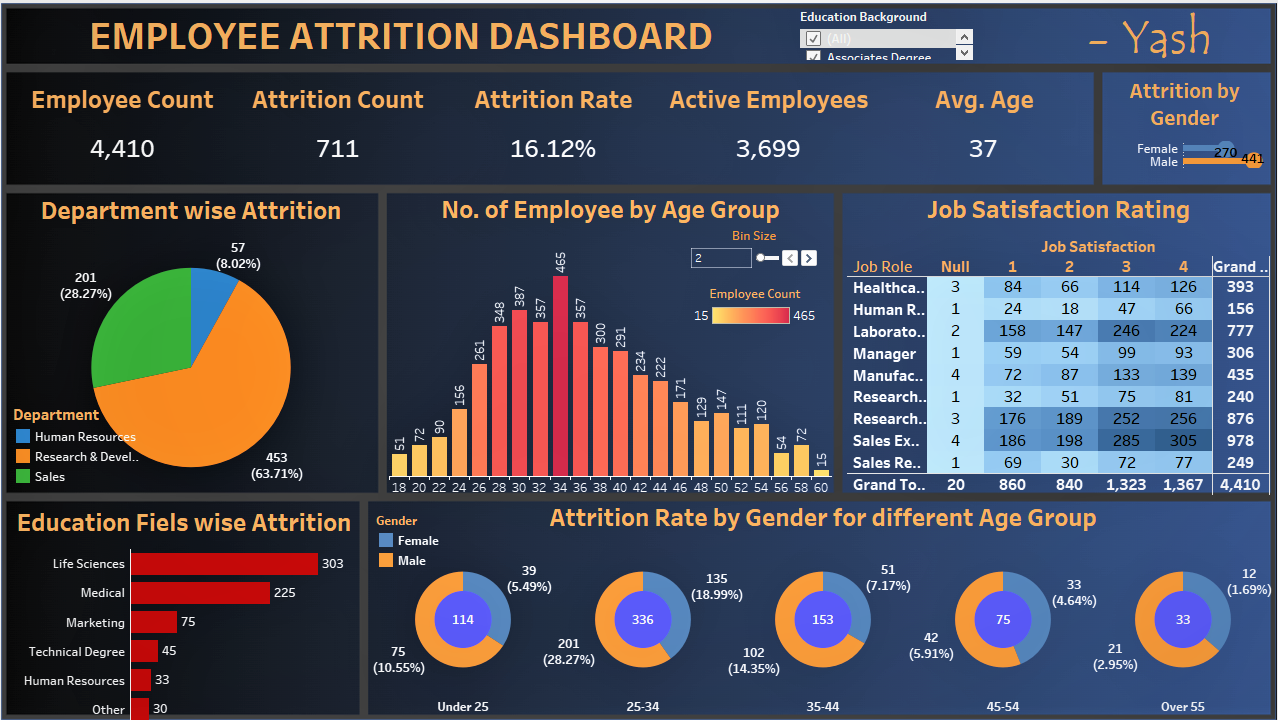 EMPLOYEE ATTRITION DASHBOARD
Education Background
(All)
Associates Degree
– Yash
Employee Count
4,410
Attrition Count
711
Attrition Rate
16.12%
Active Employees
3,699
Avg. Age
37
Attrition by
Gender
Female 270
Male 441
Department wise Attrition
57
(8.02%)
201
(28.27%)
453
(63.71%)
Department
Human Resources
Research & Devel..
Sales
No. of Employee by Age Group
Bin Size
2
Employee Count
15 465
51 72 90 156 261 348 387 357 465 357 300 291 234 222 171 129 147 111 120 54 72 15
18 20 22 24 26 28 30 32 34 36 38 40 42 44 46 48 50 52 54 56 58 60
Job Satisfaction Rating
Job Satisfaction
Job Role Null 1 2 3 4 Grand ..
Healthca.. 3 84 66 114 126 393
Human R.. 1 24 18 47 66 156
Laborato.. 2 158 147 246 224 777
Manager 1 59 54 99 93 306
Manufac.. 4 72 87 133 139 435
Research.. 1 32 51 75 81 240
Research.. 3 176 189 252 256 876
Sales Ex.. 4 186 198 285 305 978
Sales Re.. 1 69 30 72 77 249
Grand To.. 20 860 840 1,323 1,367 4,410
Education Fiels wise Attrition
Life Sciences 303
Medical 225
Marketing 75
Technical Degree 45
Human Resources 33
Other 30
Attrition Rate by Gender for different Age Group
Gender
Female
Male
39
(5.49%)
114
75
(10.55%)
Under 25
135
(18.99%)
336
201
(28.27%)
25-34
51
(7.17%)
153
102
(14.35%)
35-44
33
(4.64%)
75
42
(5.91%)
45-54
12
(1.69%)
33
21
(2.95%)
Over 55